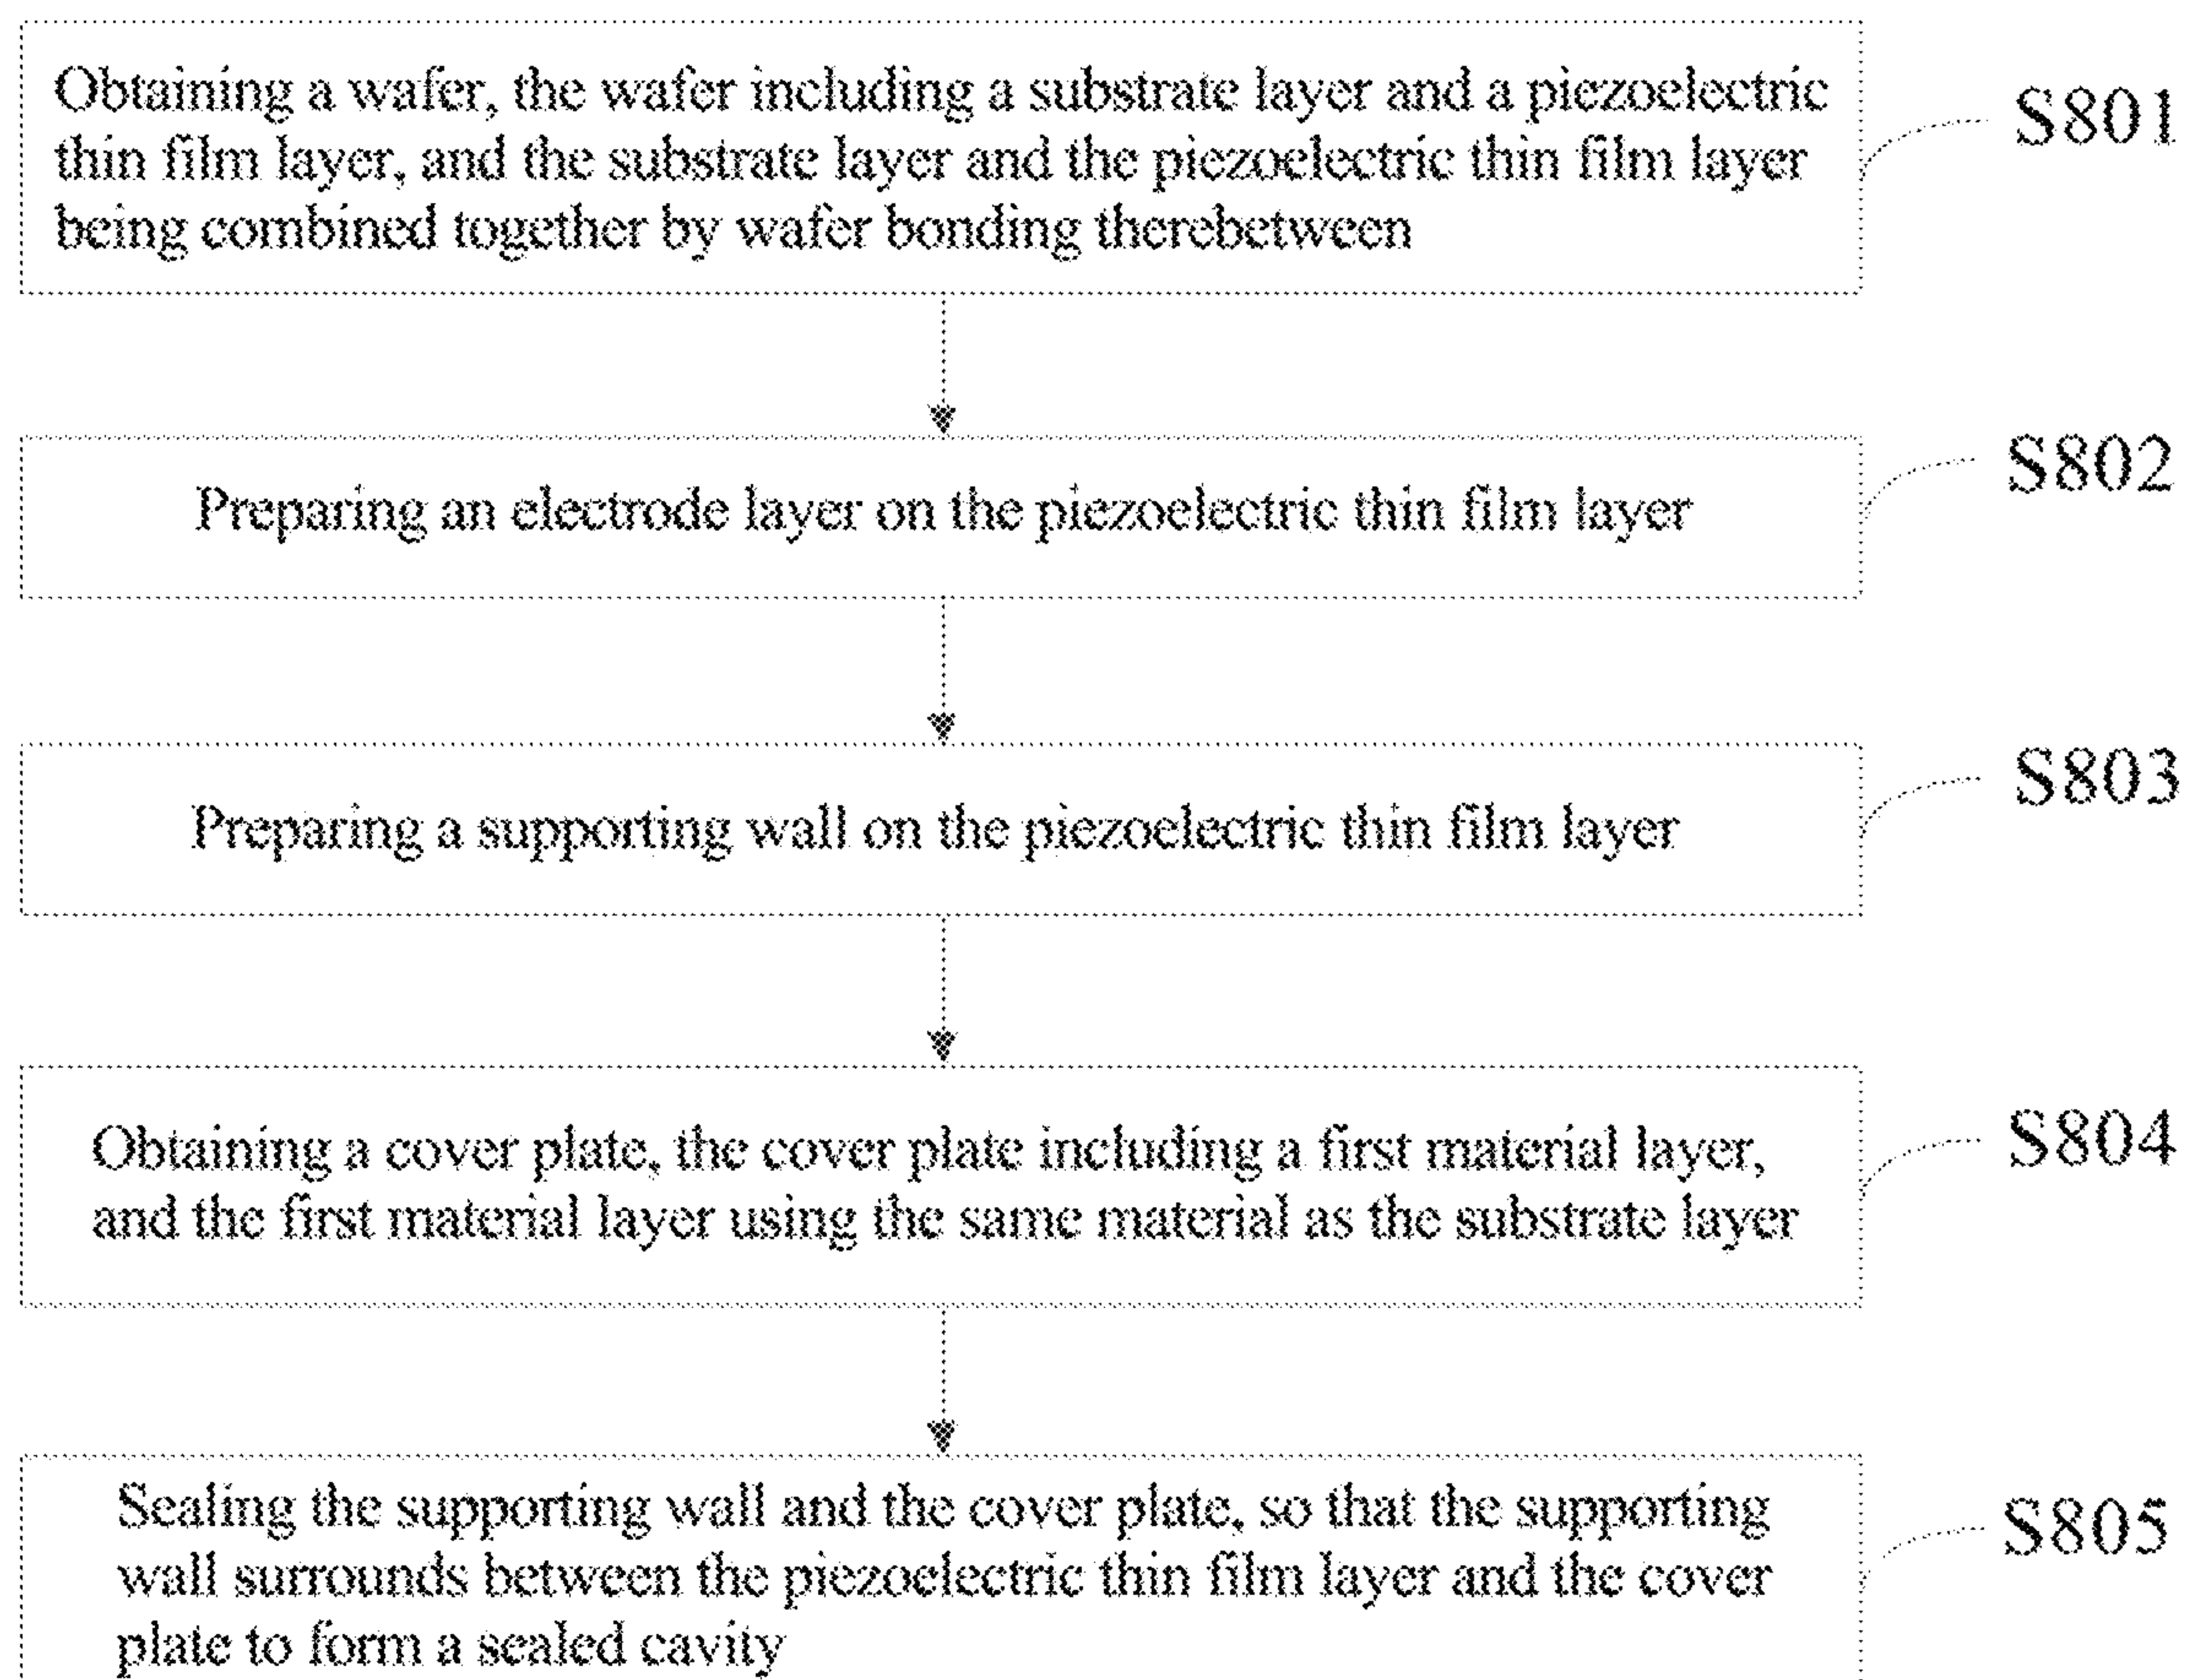 Obtaining a wafer, the wafer including a substrate layer and a piezoelectric
thin film layer, and the substrate layer and the piezoelectric thin film layer
being combined together by wafer bonding therebetween
S801
Preparing an electrode layer on the piezoelectric thin film layer
S802
Preparing a supporting wall on the piezoelectric thin film layer
S803
Obtaining a cover plate, the cover plate including a first material layer,
and the first material layer using the same material as the substrate layer
S804
Sealing the supporting wall and the cover plate, so that the supporting
wall surrounds between the piezoelectric thin film layer and the cover
plate to form a sealed cavity
S805